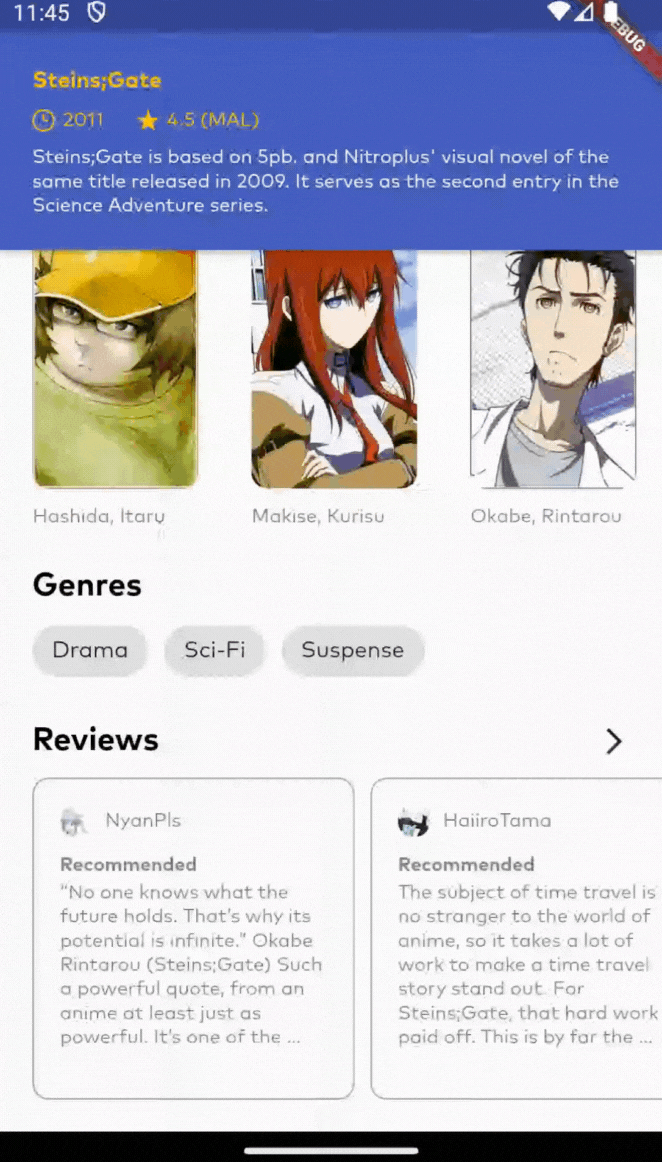 11:45
DEBUG
Steins;Gate
2011 4.5 (MAL)
Steins;Gate is based on 5pb. and Nitroplus' visual novel of the
same title released in 2009. It serves as the second entry in the
Science Adventure series.
Hashida, Itaru Makise, Kurisu Okabe, Rintarou
Genres
Drama Sci-Fi Suspense
Reviews
NyanPls
Recommended
“No one knows what the
future holds. That's why its
potential is infinite.” Okabe
Rintarou (Steins;Gate) Such
a powerful quote, from an
anime at least just as
powerful. It's one of the ...
HaiiroTama
Recommended
The subject of time travel is
no stranger to the world of
anime, so it takes a lot of
work to make a time travel
story stand out. For
Steins;Gate, that hard work
paid off. This is by far the ...